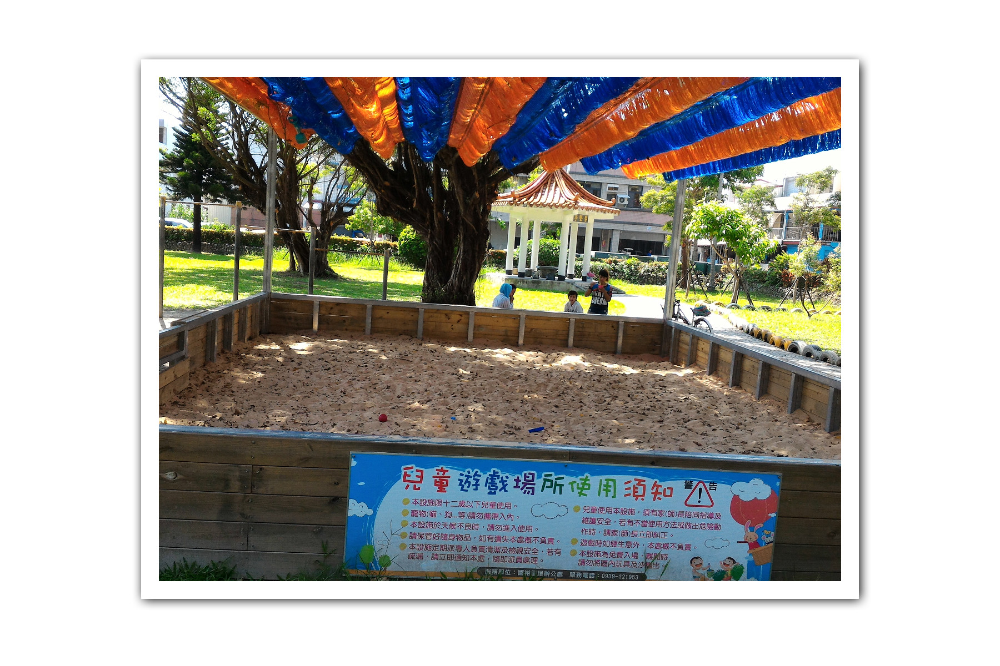 兒童遊戲場所使用須知
警告
本設施限十二歲以下兒童使用。
寵物(貓、狗...等)請勿攜帶入內。
本設施於天候不良時，請勿進入使用。
請保管好隨身物品，如有遺失本處概不負責。
本設施定期派專人負責清潔及檢視安全，若有
疏漏，請立即通知本處，隨即派員處理。
兒童使用本設施，須有家(師)長陪同指導及
維護安全，若有不當使用方法或做出危險動
作時，請家(師)長立即糾正。
遊戲時如發生意外，本處概不負責。
本設施為免費入場，離開時
請勿將區內玩具及沙攜出。
服務單位：國裕里里辦公處 服務電話：0939-121953
DREAM